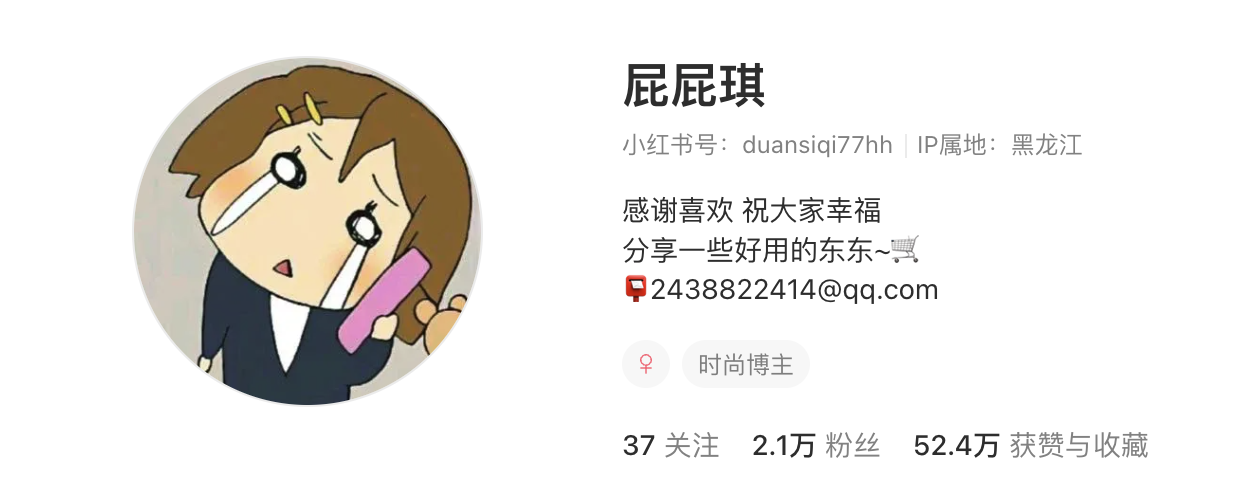 屁屁琪
小红书号：duansiqi77hh IP属地：黑龙江
感谢喜欢 祝大家幸福
分享一些好用的东东~🛒
📮2438822414@qq.com
♀ 时尚博主
37 关注 2.1万 粉丝 52.4万 获赞与收藏